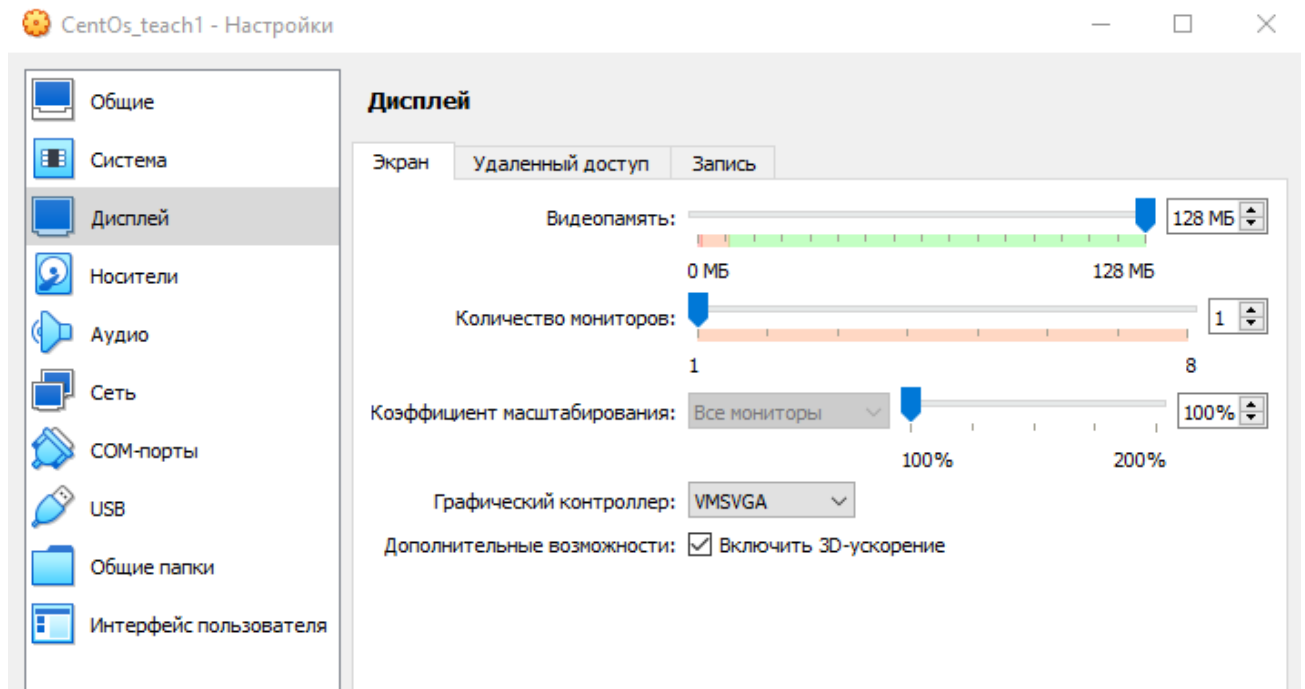 CentOs_teach1 - Настройки
Общие
Система
Дисплей
Носители
Аудио
Сеть
COM-порты
USB
Общие папки
Интерфейс пользователя
Дисплей
Экран Удаленный доступ Запись
Видеопамять: 128 МБ
0 МБ 128 МБ
Количество мониторов: 1
1 8
Коэффициент масштабирования: Все мониторы 100%
100% 200%
Графический контроллер: VMSVGA
Дополнительные возможности: Включить 3D-ускорение